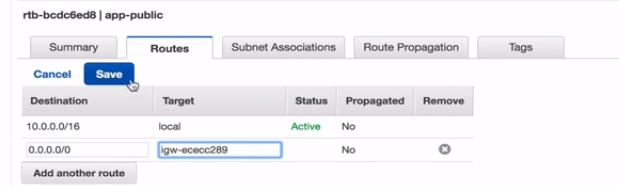 rtb-bcdc6ed8 | app-public
Summary Routes Subnet Associations Route Propagation Tags
Cancel Save
Destination Target Status Propagated Remove
10.0.0.0/16 local Active No
0.0.0.0/0 igw-ececc289 No
Add another route